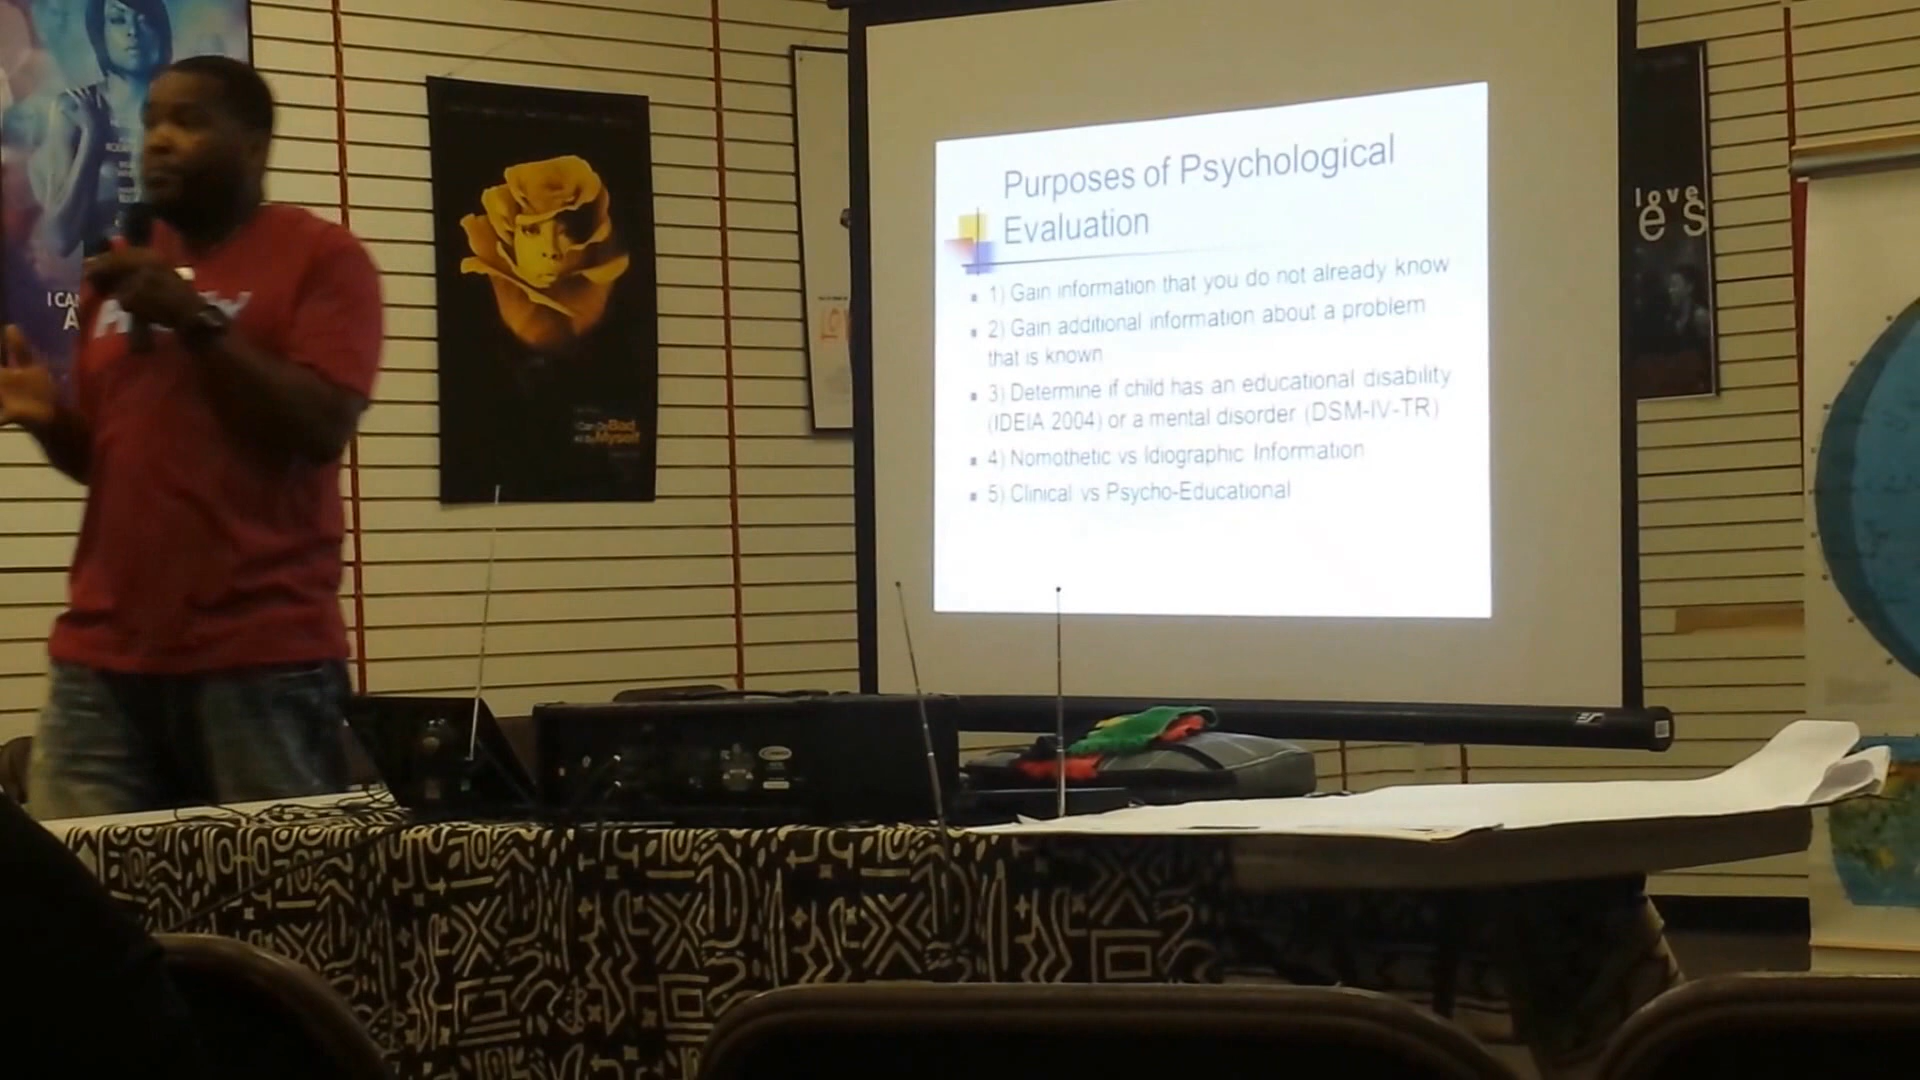 Purposes of Psychological
Evaluation
1) Gain information that you do not already know
2) Gain additional information about a problem
that is known
3) Determine if child has an educational disability
(IDEIA 2004) or a mental disorder (DSM-IV-TR)
4) Nomothetic vs Idiographic Information
5) Clinical vs Psycho-Educational
I CAN
I Can Do Bad
All By Myself
love
e's